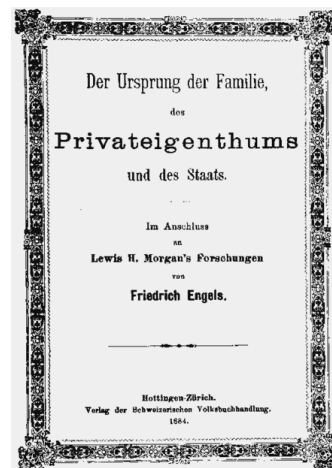 Der Ursprung der Familie,
des
Privateigenthums
und des Staats.
Im Anschluss
an
Lewis H. Morgan's Forschungen
von
Friedrich Engels.
Hottingen-Zürich.
Verlag der Schweizerischen Volksbuchhandlung.
1884.